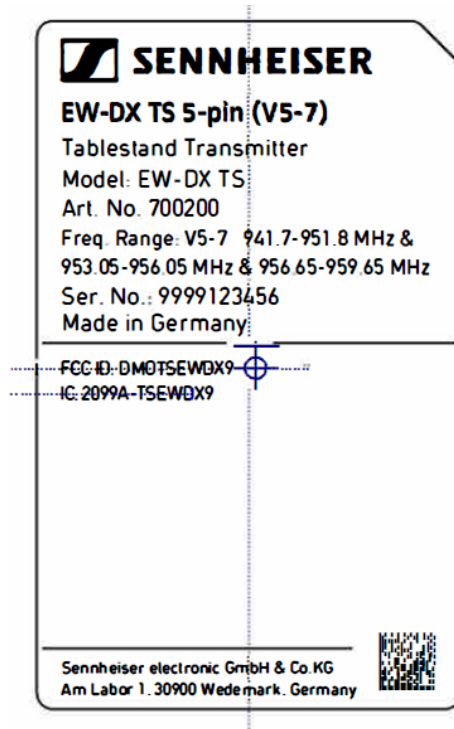 SENNHEISER
EW-DX TS 5-pin (V5-7)
Tablestand Transmitter
Model: EW-DX TS
Art. No. 700200
Freq. Range: V5-7 941.7-951.8 MHz &
953.05-956.05 MHz & 956.65-959.65 MHz
Ser. No.: 9999123456
Made in Germany
FCC ID: DMOTSEWDX9
IC: 2099A-TSEWDX9
Sennheiser electronic GmbH & Co.KG
Am Labor 1, 30900 Wedemark, Germany